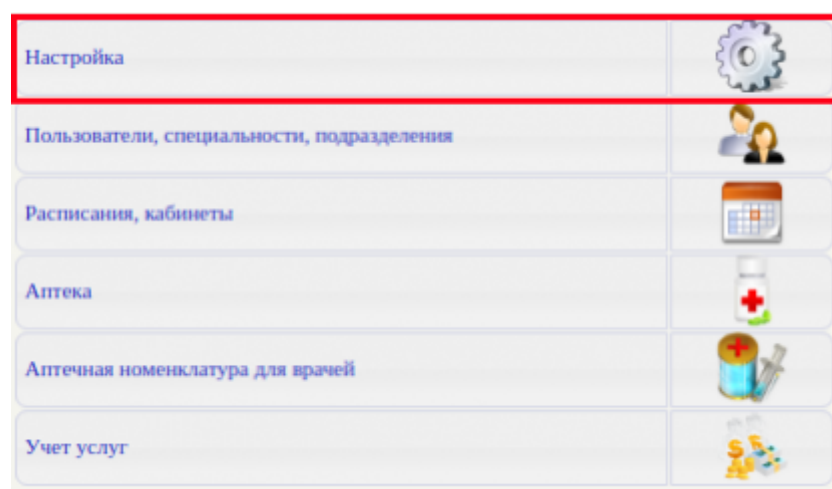 Настройка
Пользователи, специальности, подразделения
Расписания, кабинеты
Аптека
Аптечная номенклатура для врачей
Учет услуг